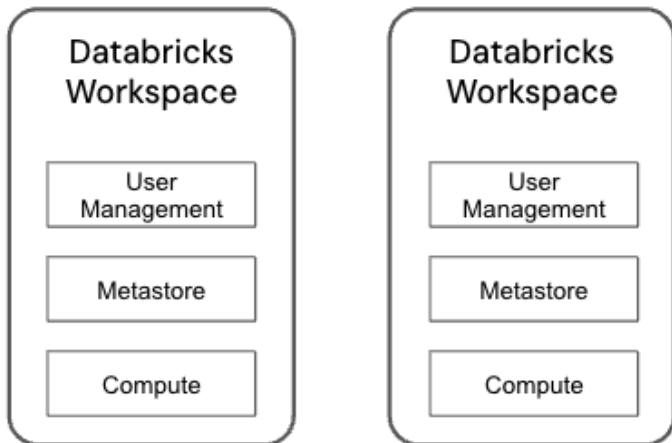 Databricks
Workspace
User
Management
Metastore
Compute
Databricks
Workspace
User
Management
Metastore
Compute